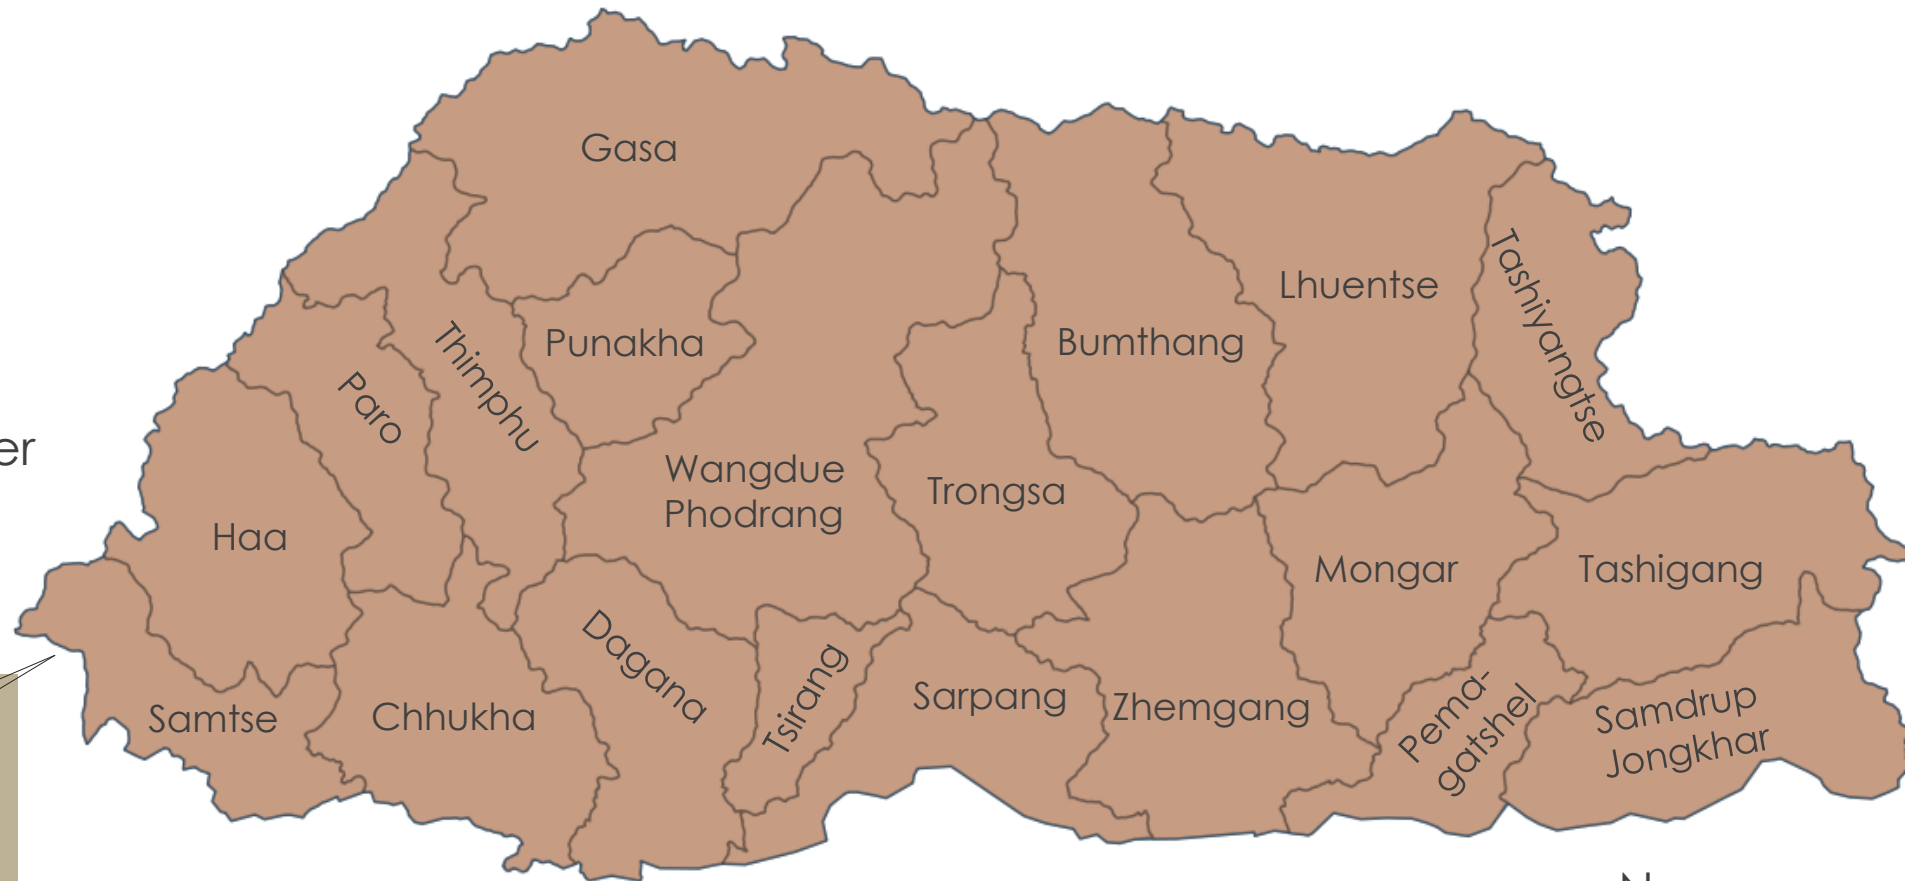 Gasa
Lhuentse
Tashiyangtse
Punakha
Bumthang
Thimphu
Paro
er
Wangdue
Phodrang
Trongsa
Haa
Mongar
Tashigang
Dagana
Tsirang
Sarpang
Zhemgang
Pema-
gatshel
Samdrup
Jongkhar
Samtse
Chhukha